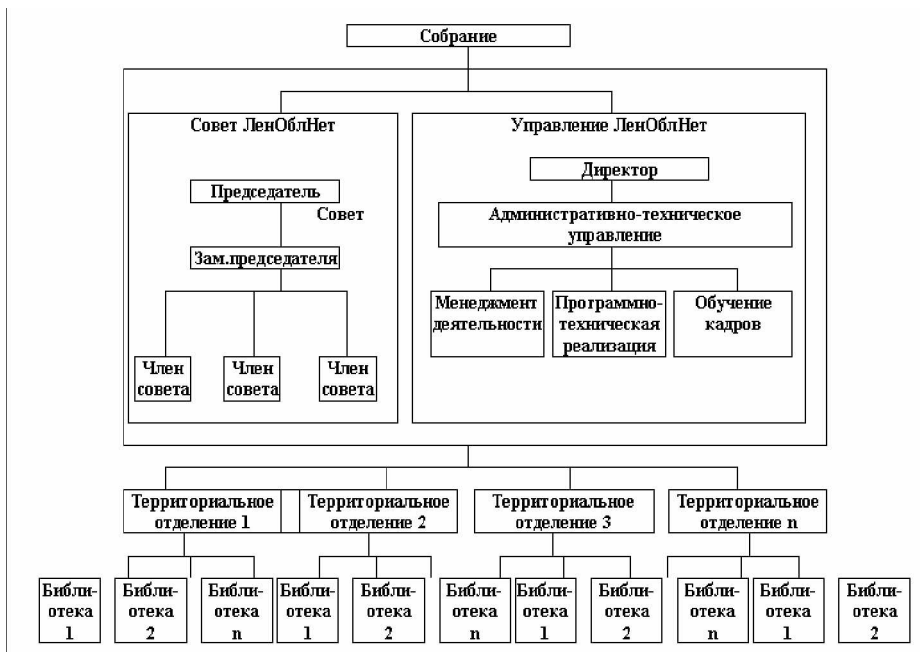 Собрание
Совет ЛенОблНет
Управление ЛенОблНет
Председатель
Совет
Зам.председателя
Член
совета
Член
совета
Член
совета
Директор
Административно-техническое
управление
Менеджмент
деятельности
Программно-
техническая
реализация
Обучение
кадров
Территориальное
отделение 1
Территориальное
отделение 2
Территориальное
отделение 3
Территориальное
отделение n
Библи-
отека
1
Библи-
отека
2
Библи-
отека
n
Библи-
отека
1
Библи-
отека
2
Библи-
отека
n
Библи-
отека
1
Библи-
отека
2
Библи-
отека
n
Библи-
отека
1
Библи-
отека
2